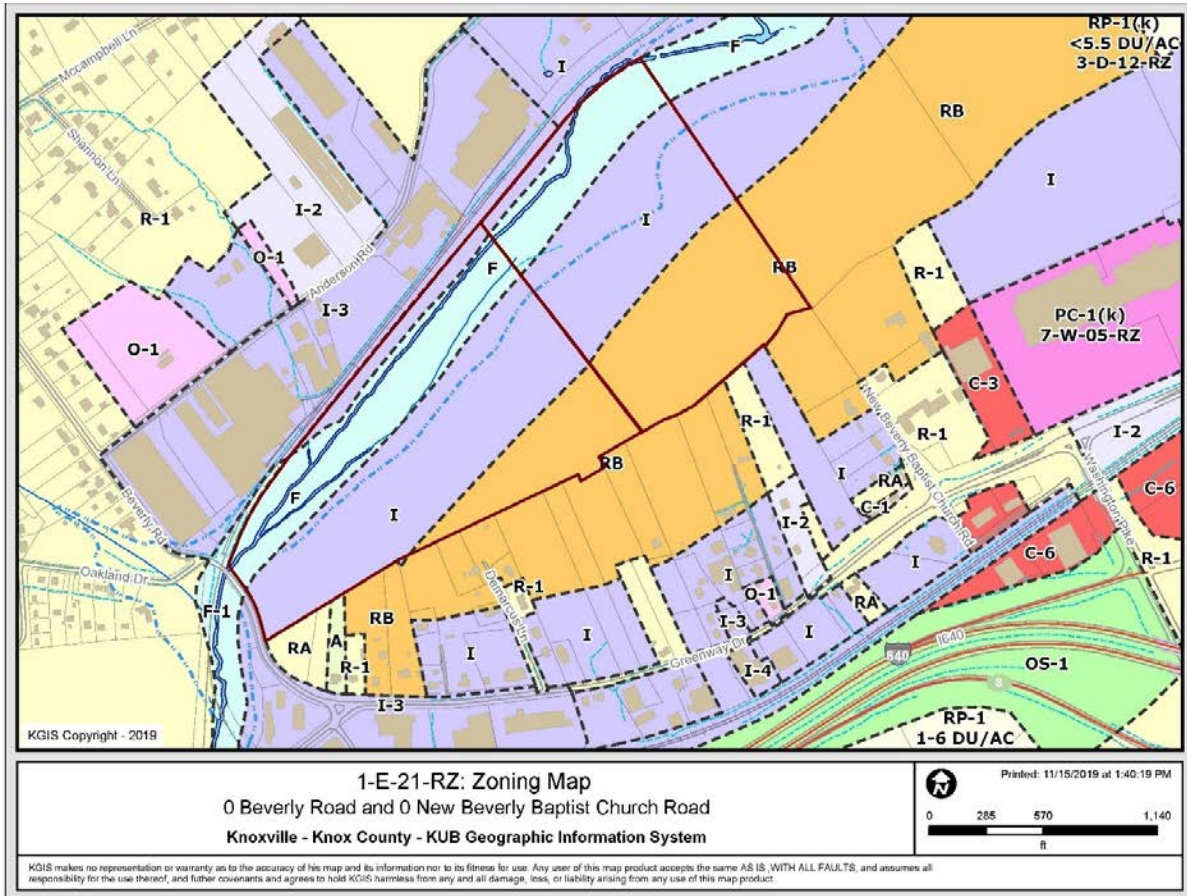 RP-1(k)
<5.5 DU/AC
3-D-12-RZ
Mccampbell Ln
I
F
RB
Shannon Ln
R-1
I-2
I
O-1
Anderson Rd
I
I-3
F
RB
R-1
PC-1(k)
7-W-05-RZ
O-1
C-3
New Beverly Baptist Church Rd
R-1
R-1
I-2
Washington Pike
C-6
F
RB
I
RA
C-1
I
Beverly Rd
I-2
Oakland Dr
C-6
R-1
I
F-1
Demarcus Ln
R-1
I
O-1
RA
I-3
I
RA
A
RB
R-1
I
I
Greenway Dr
I-4
640
I640
OS-1
8
I-3
RP-1
1-6 DU/AC
KGIS Copyright - 2019
1-E-21-RZ: Zoning Map
0 Beverly Road and 0 New Beverly Baptist Church Road
Knoxville - Knox County - KUB Geographic Information System
N
Printed: 11/15/2019 at 1:40:19 PM
0 285 570 1,140
ft
KGIS makes no representation or warranty as to the accuracy of his map and its information nor to its fitness for use. Any user of this map product accepts the same AS IS ,WITH ALL FAULTS, and assumes all
responsibility for the use thereof, and futher covenants and agrees to hold KGIS harmless from any and all damage, loss, or liability arising from any use of this map product.